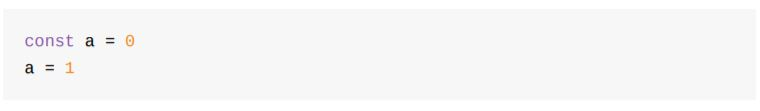 const a = 0
a = 1